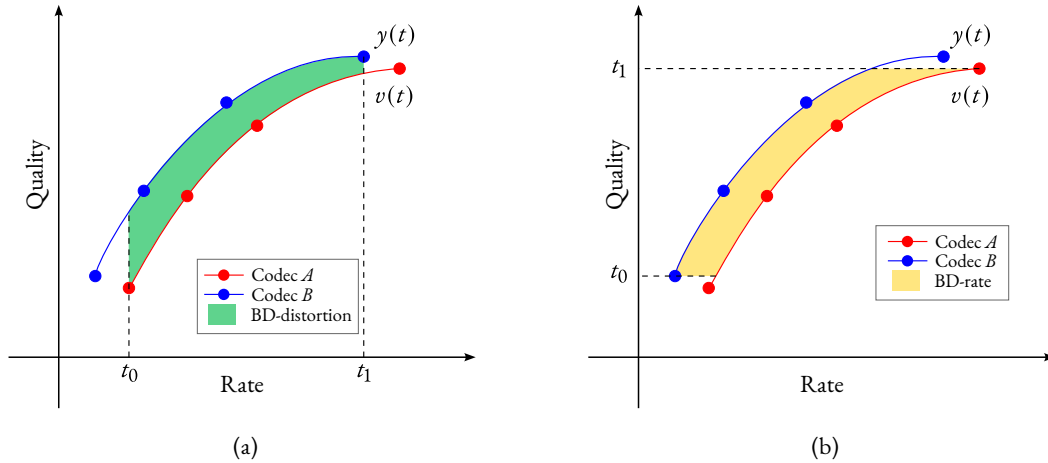 y(t)
v(t)
Quality
Codec A
Codec B
BD-distortion
t0
t1
Rate
(a)
y(t)
t1
v(t)
Quality
Codec A
Codec B
BD-rate
t0
Rate
(b)